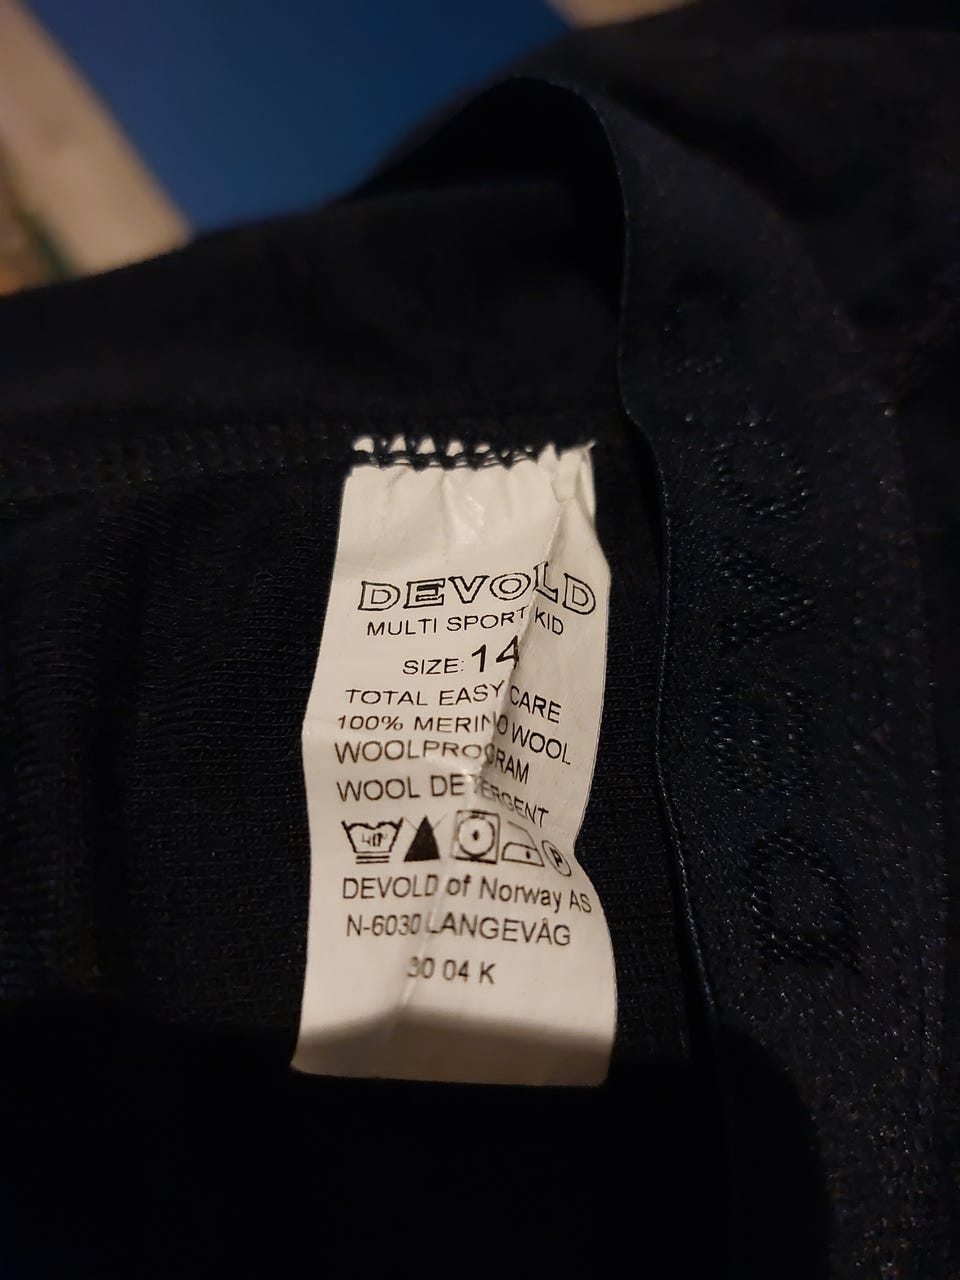 DEVOLD
MULTI SPORT KID
SIZE: 14
TOTAL EASY CARE
100% MERINO WOOL
WOOLPROGRAM
WOOL DETERGENT
40° P
DEVOLD of Norway AS
N-6030 LANGEVÅG
30 04 K